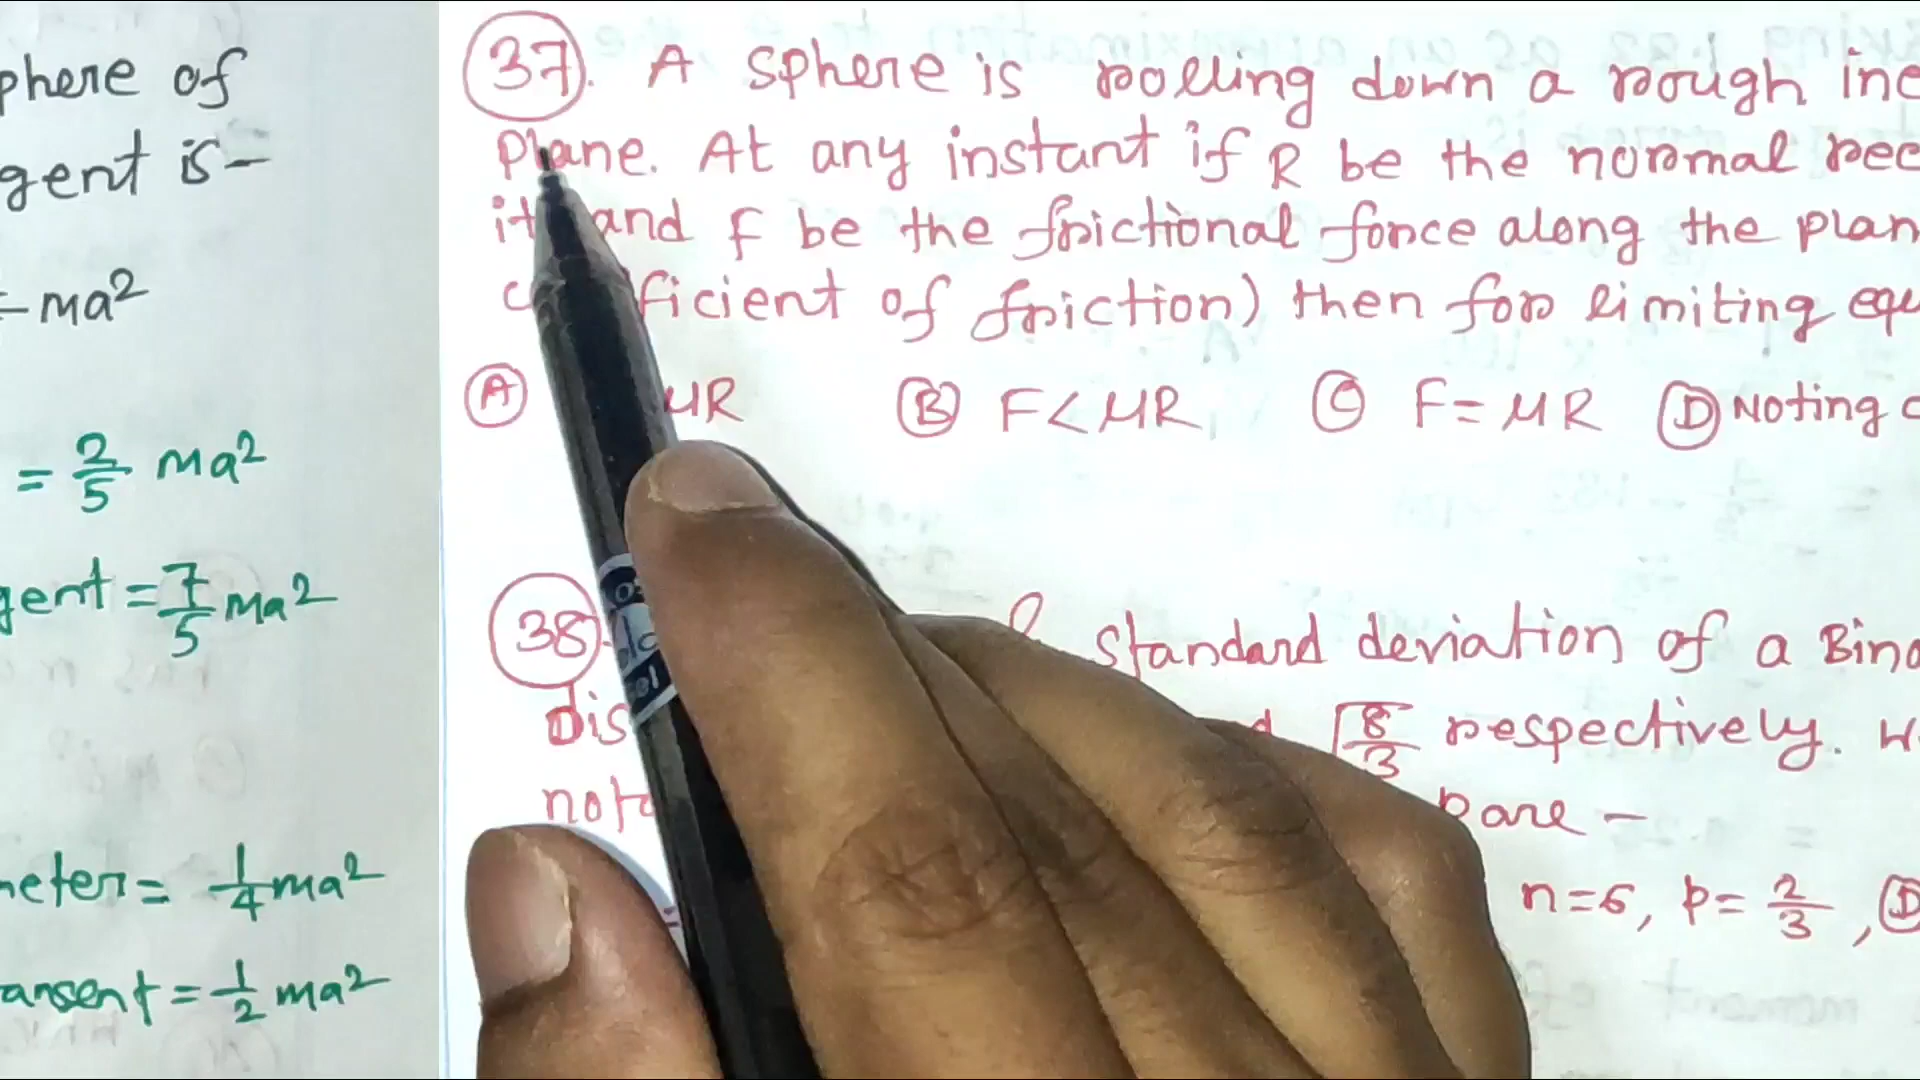 phere of
gent is-
ma²
= 2/5 ma²
gent = 7/5 ma²
meter = 1/4 ma²
ansent = 1/2 ma²
37. A sphere is rolling down a rough inc
plane. At any instant if R be the normal rec
it and F be the frictional force along the plan
ficient of friction) then for limiting equ
A μR B F<μR C F=μR D Noting
38. standard deviation of a Bino
dis √8/3 respectively.
p are -
n=6, p= 2/3, D